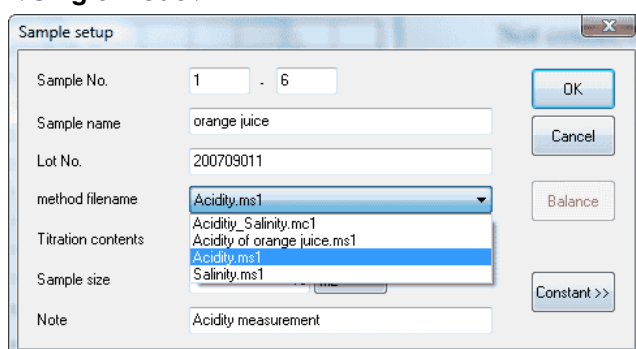 Sample setup
Sample No. 1 - 6
OK
Sample name orange juice
Cancel
Lot No. 200709011
method filename Acidity.ms1
Balance
Aciditiy_Salinity.mc1
Acidity of orange juice.ms1
Titration contents
Acidity.ms1
Salinity.ms1
Sample size
Constant >>
Note Acidity measurement